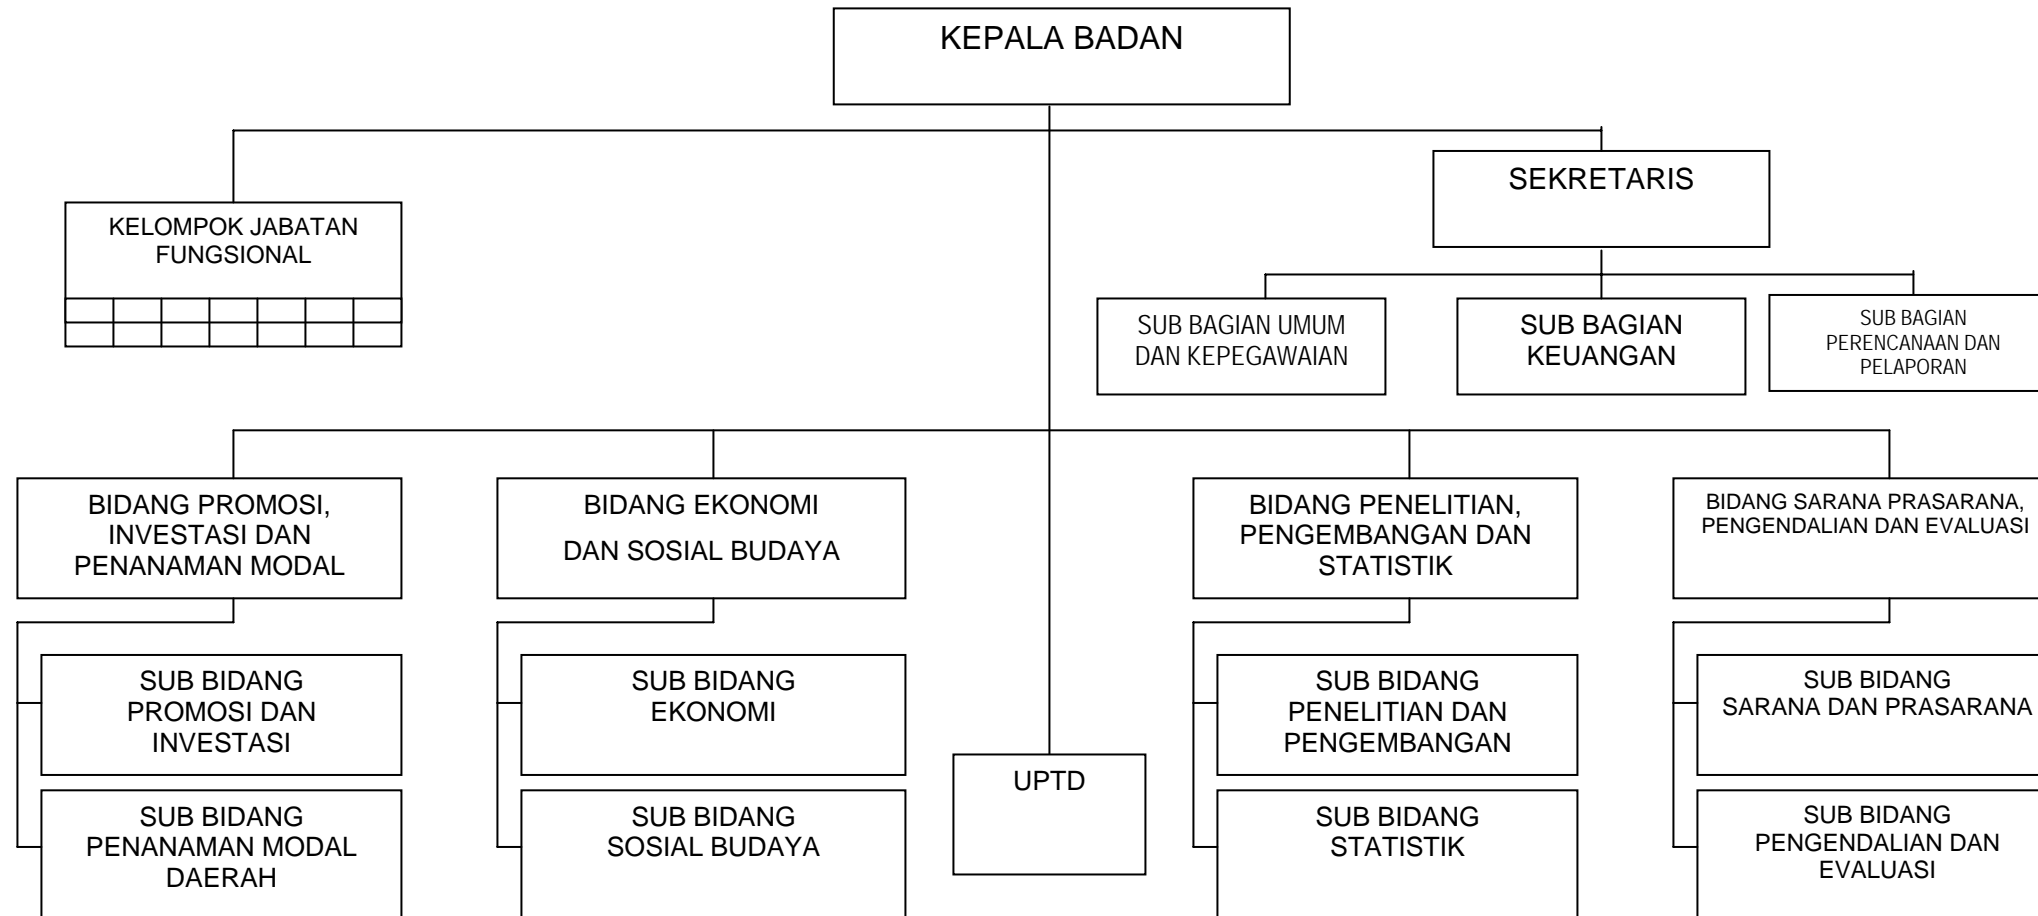 KEPALA BADAN
SEKRETARIS
KELOMPOK JABATAN
FUNGSIONAL
SUB BAGIAN UMUM
DAN KEPEGAWAIAN
SUB BAGIAN
KEUANGAN
SUB BAGIAN
PERENCANAAN DAN
PELAPORAN
BIDANG PROMOSI,
INVESTASI DAN
PENANAMAN MODAL
BIDANG EKONOMI
DAN SOSIAL BUDAYA
BIDANG PENELITIAN,
PENGEMBANGAN DAN
STATISTIK
BIDANG SARANA PRASARANA,
PENGENDALIAN DAN EVALUASI
SUB BIDANG
PROMOSI DAN
INVESTASI
SUB BIDANG
EKONOMI
SUB BIDANG
PENELITIAN DAN
PENGEMBANGAN
SUB BIDANG
SARANA DAN PRASARANA
UPTD
SUB BIDANG
PENANAMAN MODAL
DAERAH
SUB BIDANG
SOSIAL BUDAYA
SUB BIDANG
STATISTIK
SUB BIDANG
PENGENDALIAN DAN
EVALUASI